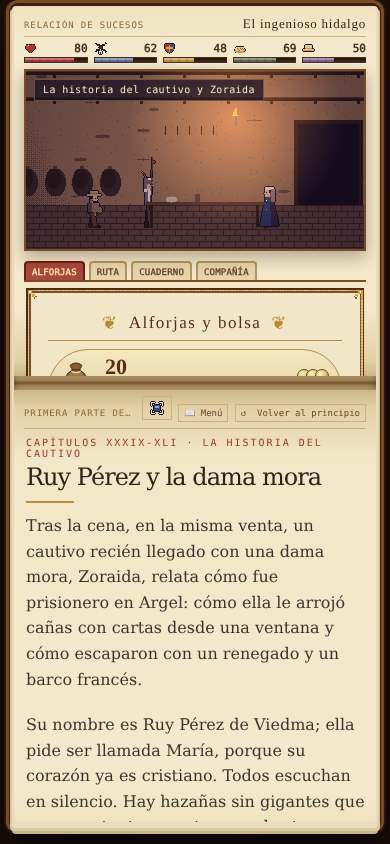 RELACIÓN DE SUCESOS
El ingenioso hidalgo
80 62 48 69 50
La historia del cautivo y Zoraida
ALFORJAS RUTA CUADERNO COMPAÑÍA
Alforjas y bolsa
20
PRIMERA PARTE DE… Menú Volver al principio
CAPÍTULOS XXXIX-XLI · LA HISTORIA DEL
CAUTIVO
Ruy Pérez y la dama mora
Tras la cena, en la misma venta, un
cautivo recién llegado con una dama
mora, Zoraida, relata cómo fue
prisionero en Argel: cómo ella le arrojó
cañas con cartas desde una ventana y
cómo escaparon con un renegado y un
barco francés.
Su nombre es Ruy Pérez de Viedma; ella
pide ser llamada María, porque su
corazón ya es cristiano. Todos escuchan
en silencio. Hay hazañas sin gigantes que